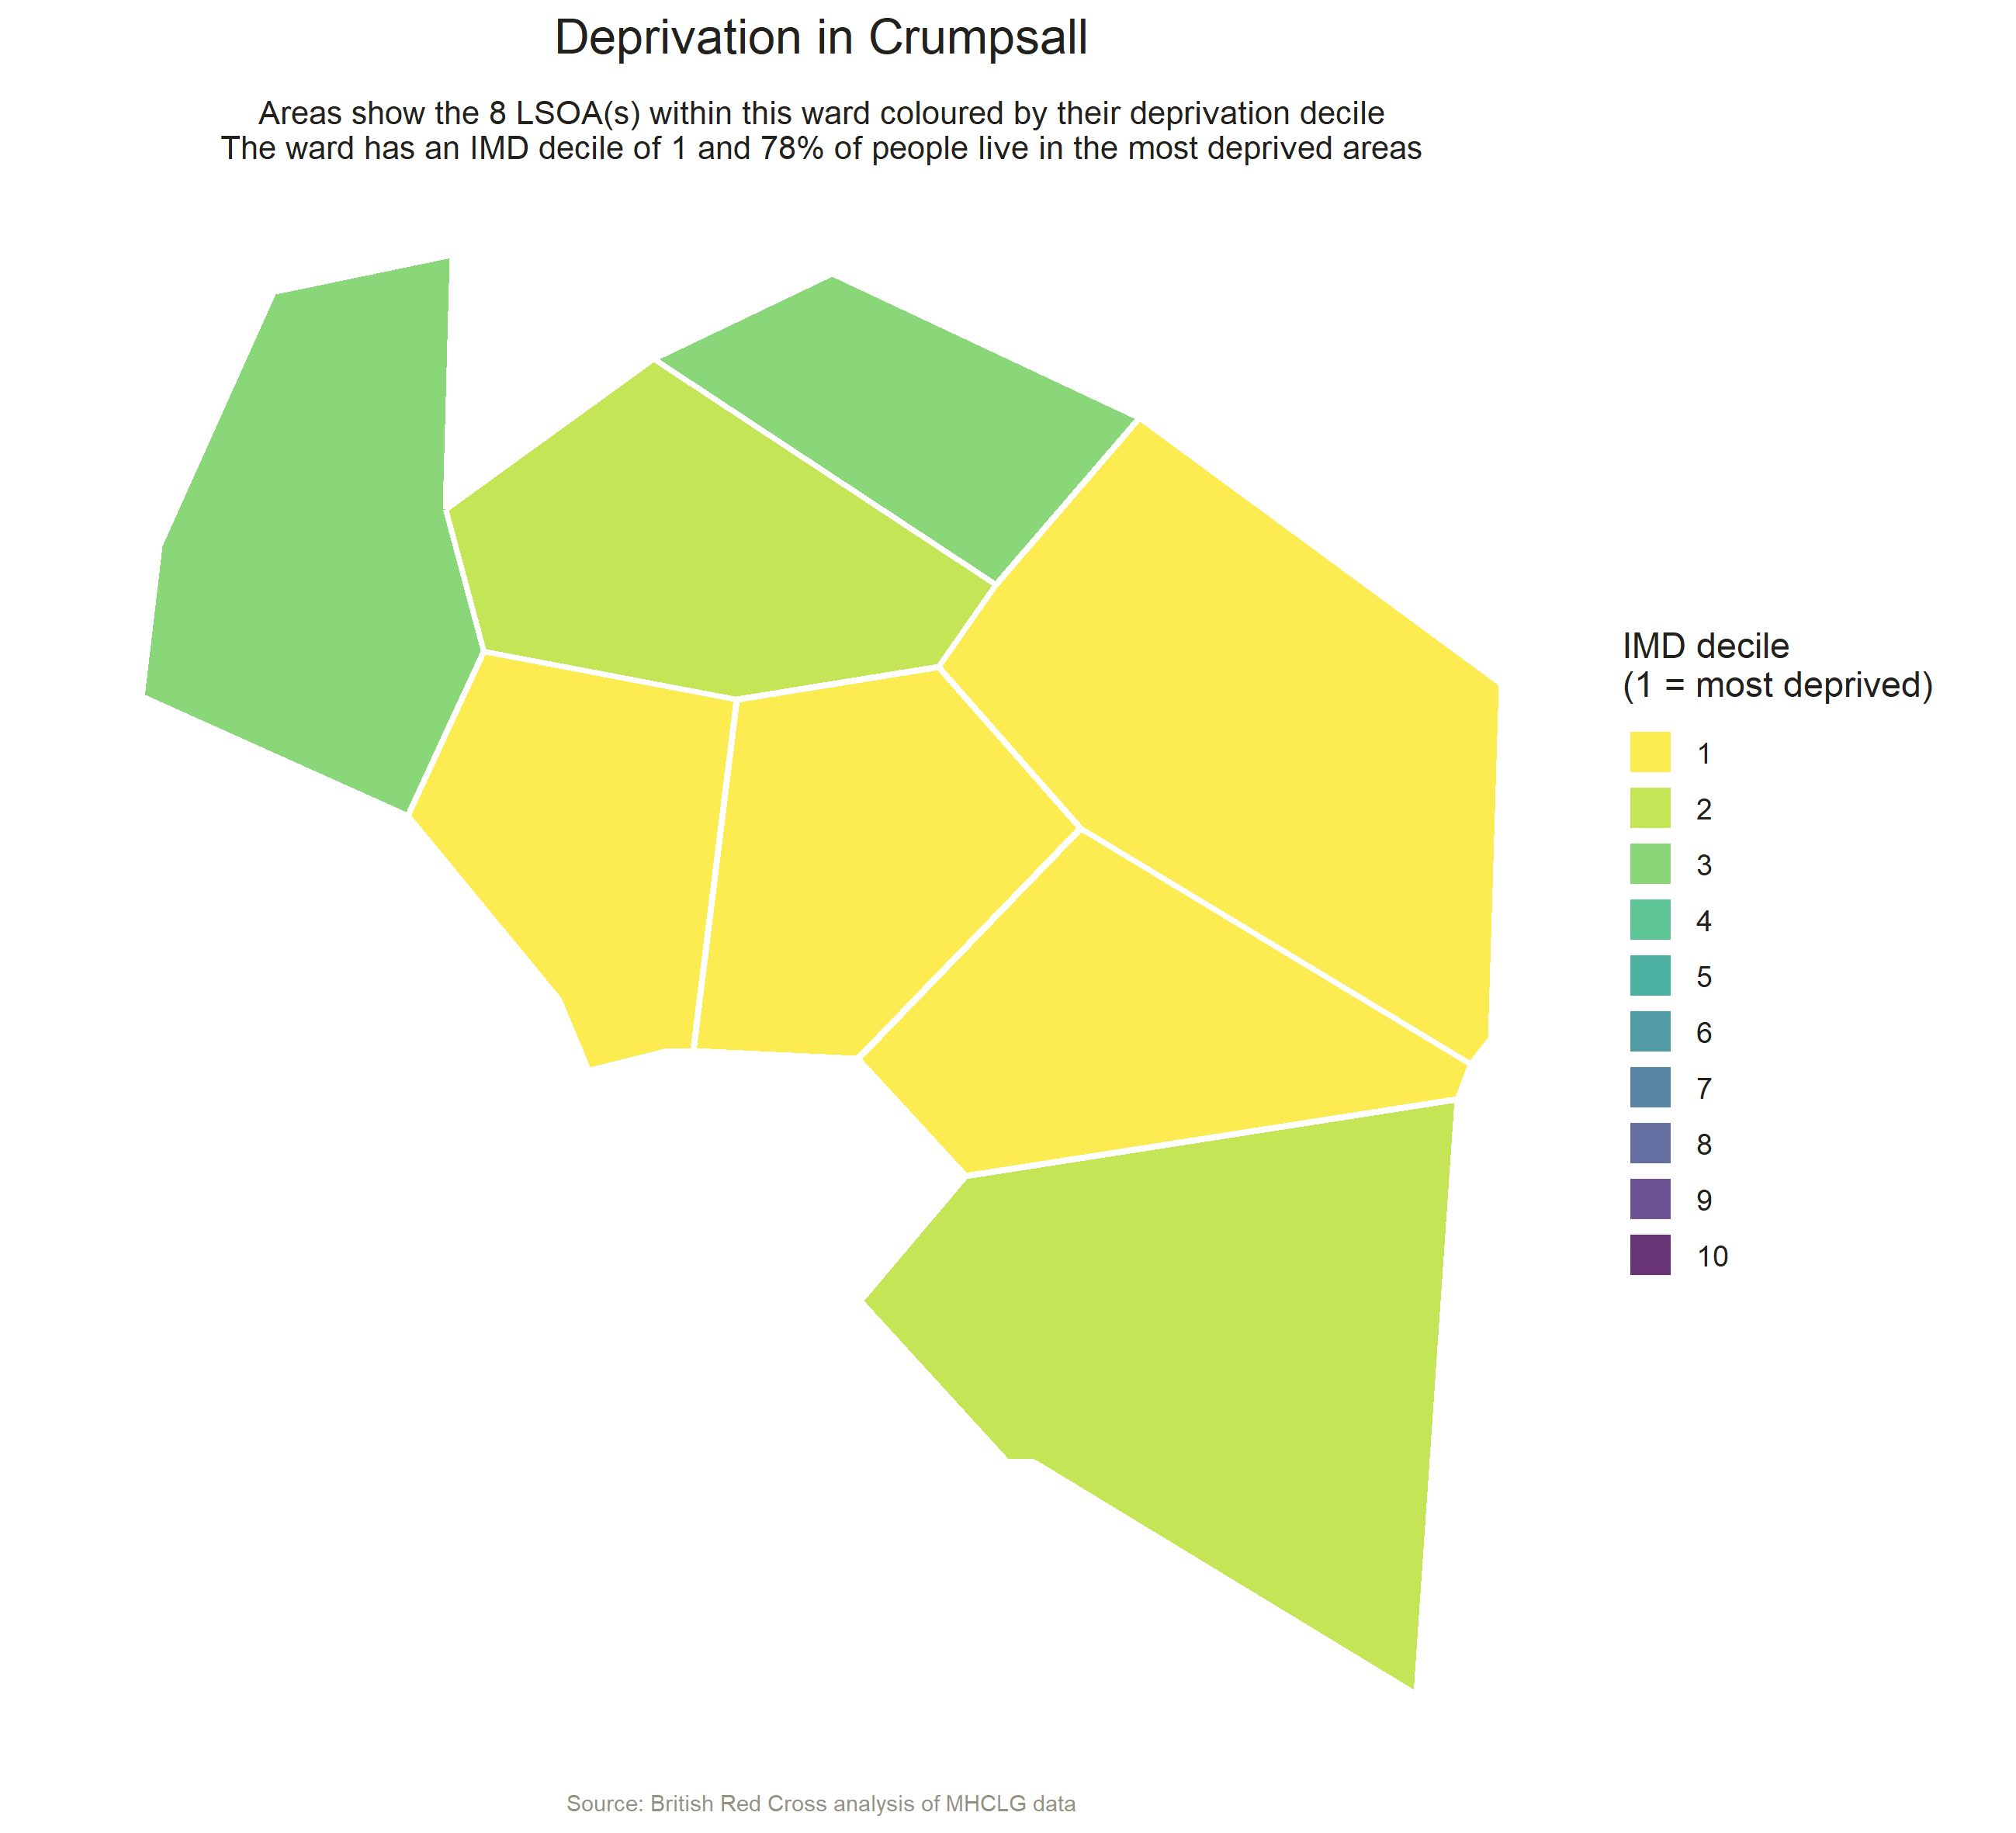 Deprivation in Crumpsall
Areas show the 8 LSOA(s) within this ward coloured by their deprivation decile
The ward has an IMD decile of 1 and 78% of people live in the most deprived areas
IMD decile
(1 = most deprived)
1
2
3
4
5
6
7
8
9
10
Source: British Red Cross analysis of MHCLG data